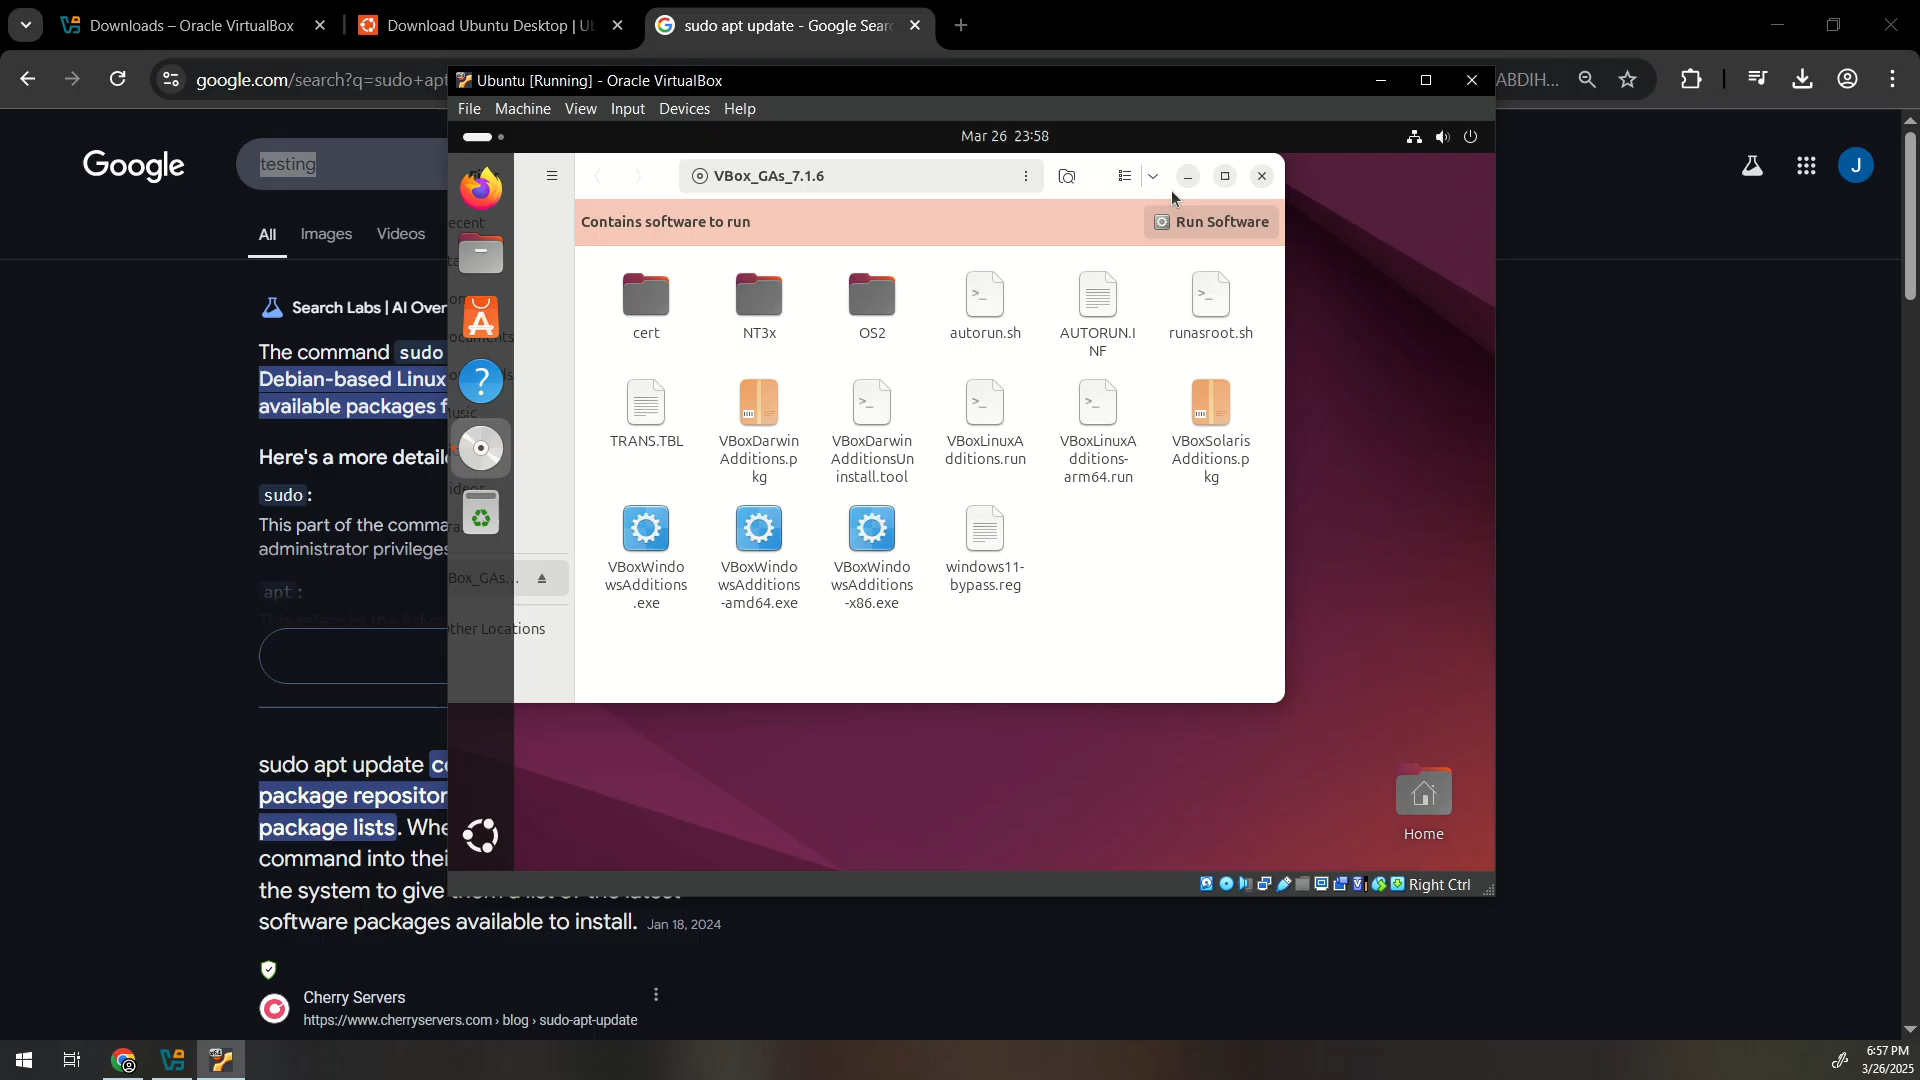 Downloads – Oracle VirtualBox
Download Ubuntu Desktop | Ub
sudo apt update - Google Sear
google.com/search?q=sudo+apt
ABDIH...
Ubuntu [Running] - Oracle VirtualBox
File Machine View Input Devices Help
Mar 26 23:58
Google
testing
J
All Images Videos
VBox_GAs_7.1.6
Contains software to run
Run Software
cert
NT3x
OS2
autorun.sh
AUTORUN.I
NF
runasroot.sh
TRANS.TBL
VBoxDarwin
Additions.p
kg
VBoxDarwin
AdditionsUn
install.tool
VBoxLinuxA
dditions.run
VBoxLinuxA
dditions-
arm64.run
VBoxSolaris
Additions.p
kg
VBoxWindo
wsAdditions
.exe
VBoxWindo
wsAdditions
-amd64.exe
VBoxWindo
wsAdditions
-x86.exe
windows11-
bypass.reg
Box_GAs...
ther Locations
Home
Right Ctrl
Search Labs | AI Over
The command sudo
Debian-based Linux
available packages f
Here's a more detaile
sudo:
This part of the comma
administrator privileges
apt:
sudo apt update co
package repositor
package lists. Whe
command into thei
the system to give
software packages available to install. Jan 18, 2024
Cherry Servers
https://www.cherryservers.com › blog › sudo-apt-update
6:57 PM
3/26/2025